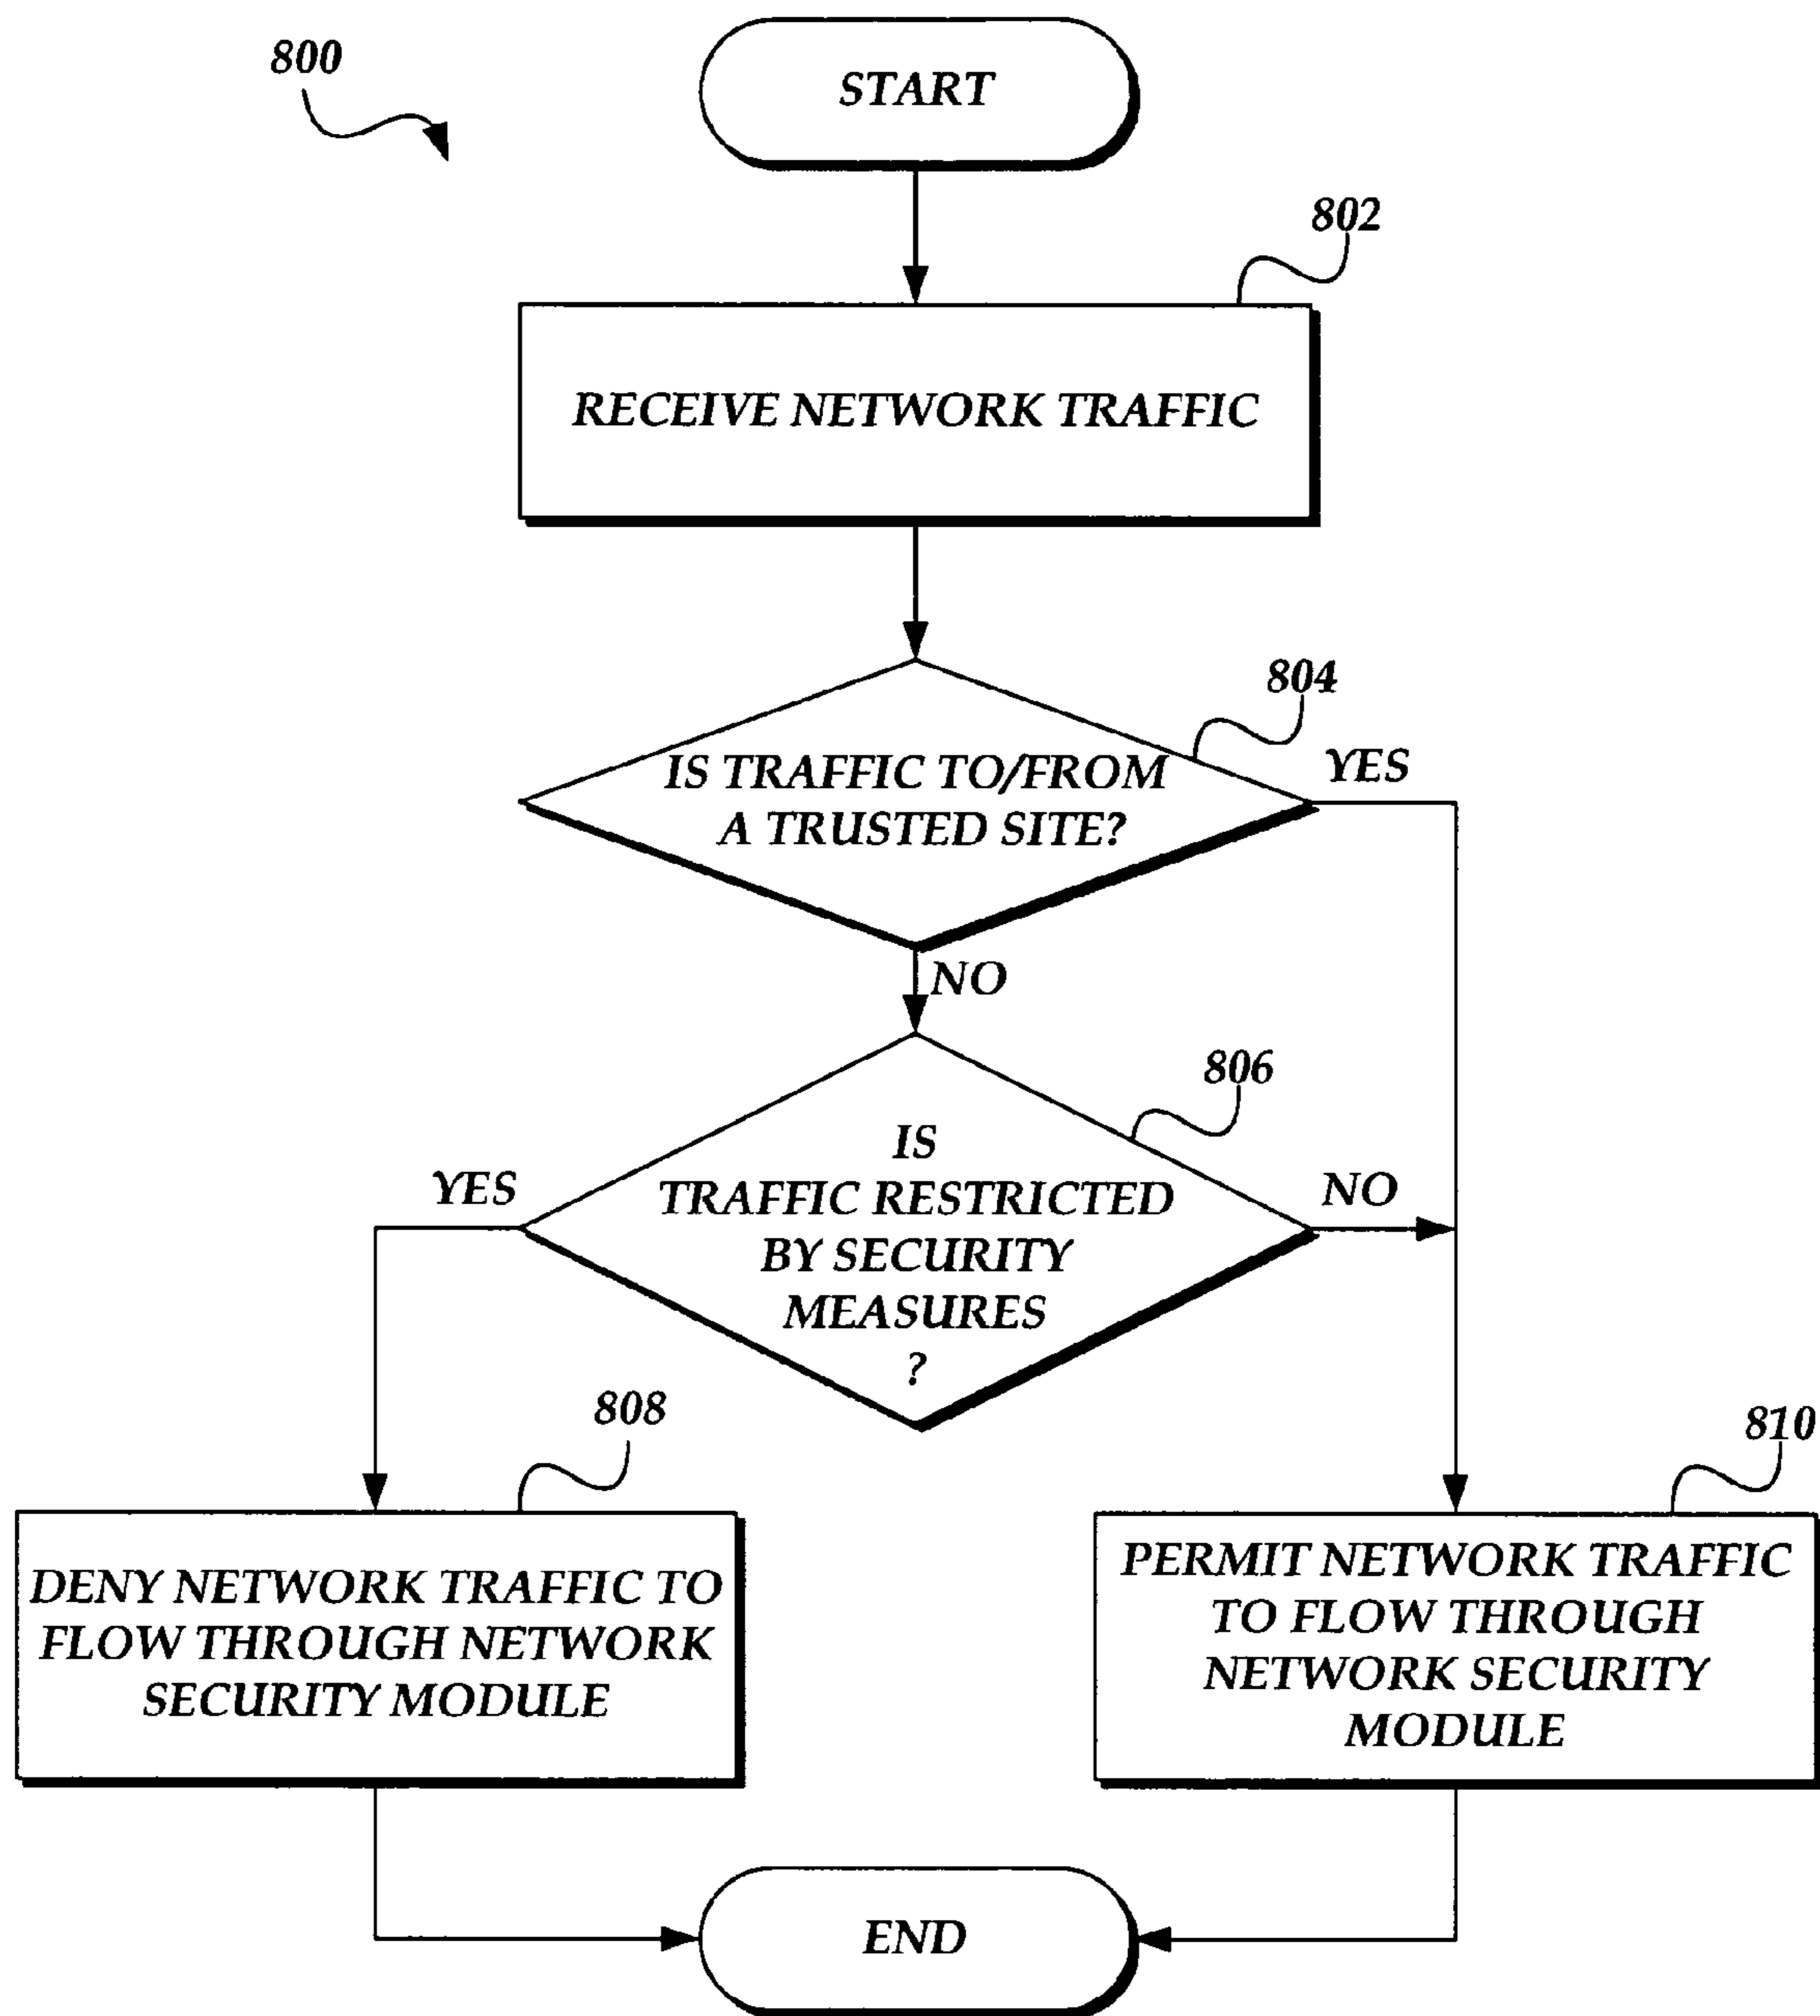 800
START
802
RECEIVE NETWORK TRAFFIC
804
IS TRAFFIC TO/FROM
A TRUSTED SITE?
YES
NO
806
IS
TRAFFIC RESTRICTED
BY SECURITY
MEASURES
?
YES
NO
808
DENY NETWORK TRAFFIC TO
FLOW THROUGH NETWORK
SECURITY MODULE
810
PERMIT NETWORK TRAFFIC
TO FLOW THROUGH
NETWORK SECURITY
MODULE
END